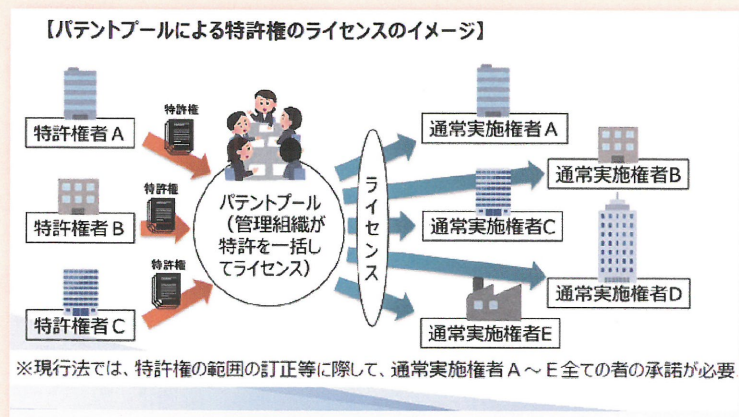 【パテントプールによる特許権のライセンスのイメージ】
特許権者A
特許権
特許権者B
特許権
特許権者C
特許権
パテントプール
（管理組織が
特許を一括し
てライセンス）
ライセンス
通常実施権者A
通常実施権者B
通常実施権者C
通常実施権者D
通常実施権者E
※現行法では、特許権の範囲の訂正等に際して、通常実施権者A～E全ての者の承諾が必要